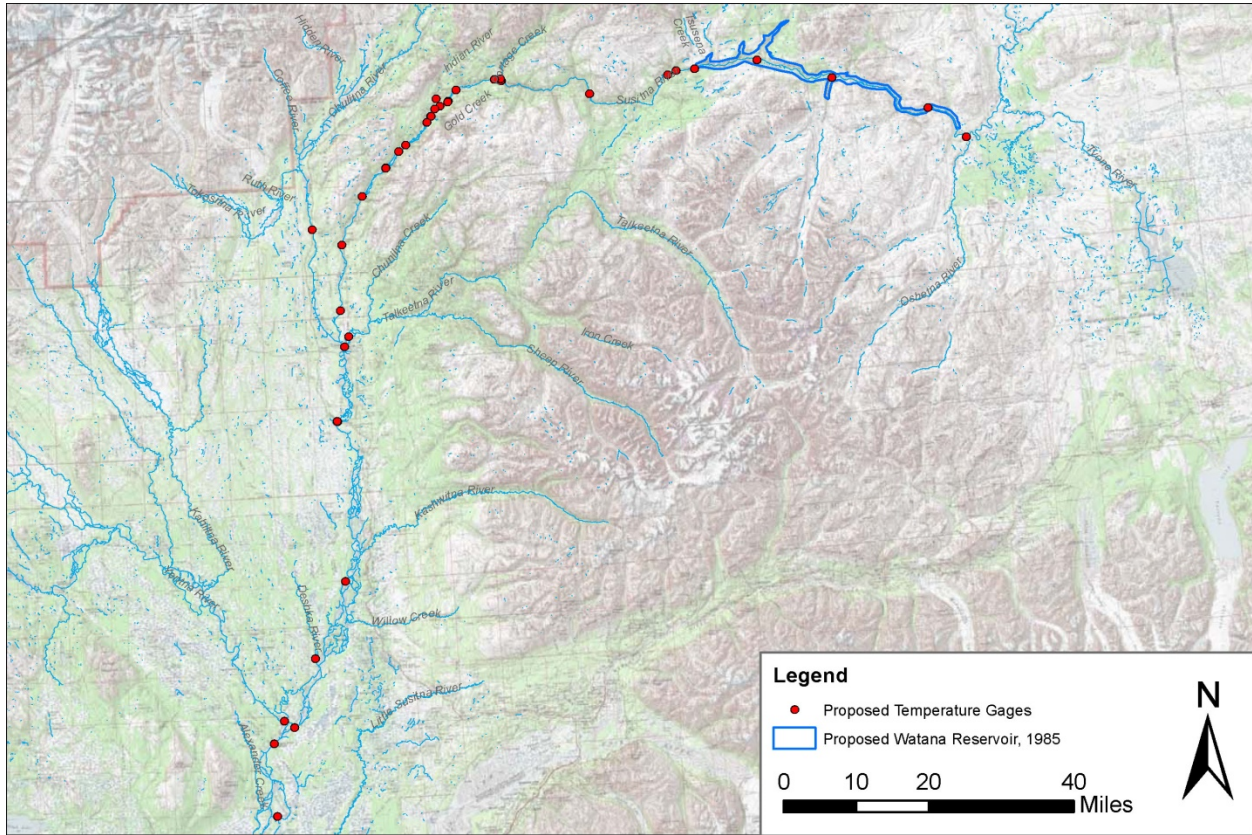 Hidden River
Coffee River
Chulitna River
Indian River
Portage Creek
Gold Creek
Susitna River
Tsusena
Creek
Tyone River
Ruth River
Tokositna River
Chunilna Creek
Talkeetna River
Talkeetna River
Oshetna River
Iron Creek
Sheep River
Kahiltna River
Yentna River
Kashwitna River
Deshka River
Willow Creek
Little Susitna River
Alexander Creek
Legend
Proposed Temperature Gages
Proposed Watana Reservoir, 1985
N
0 10 20 40
Miles